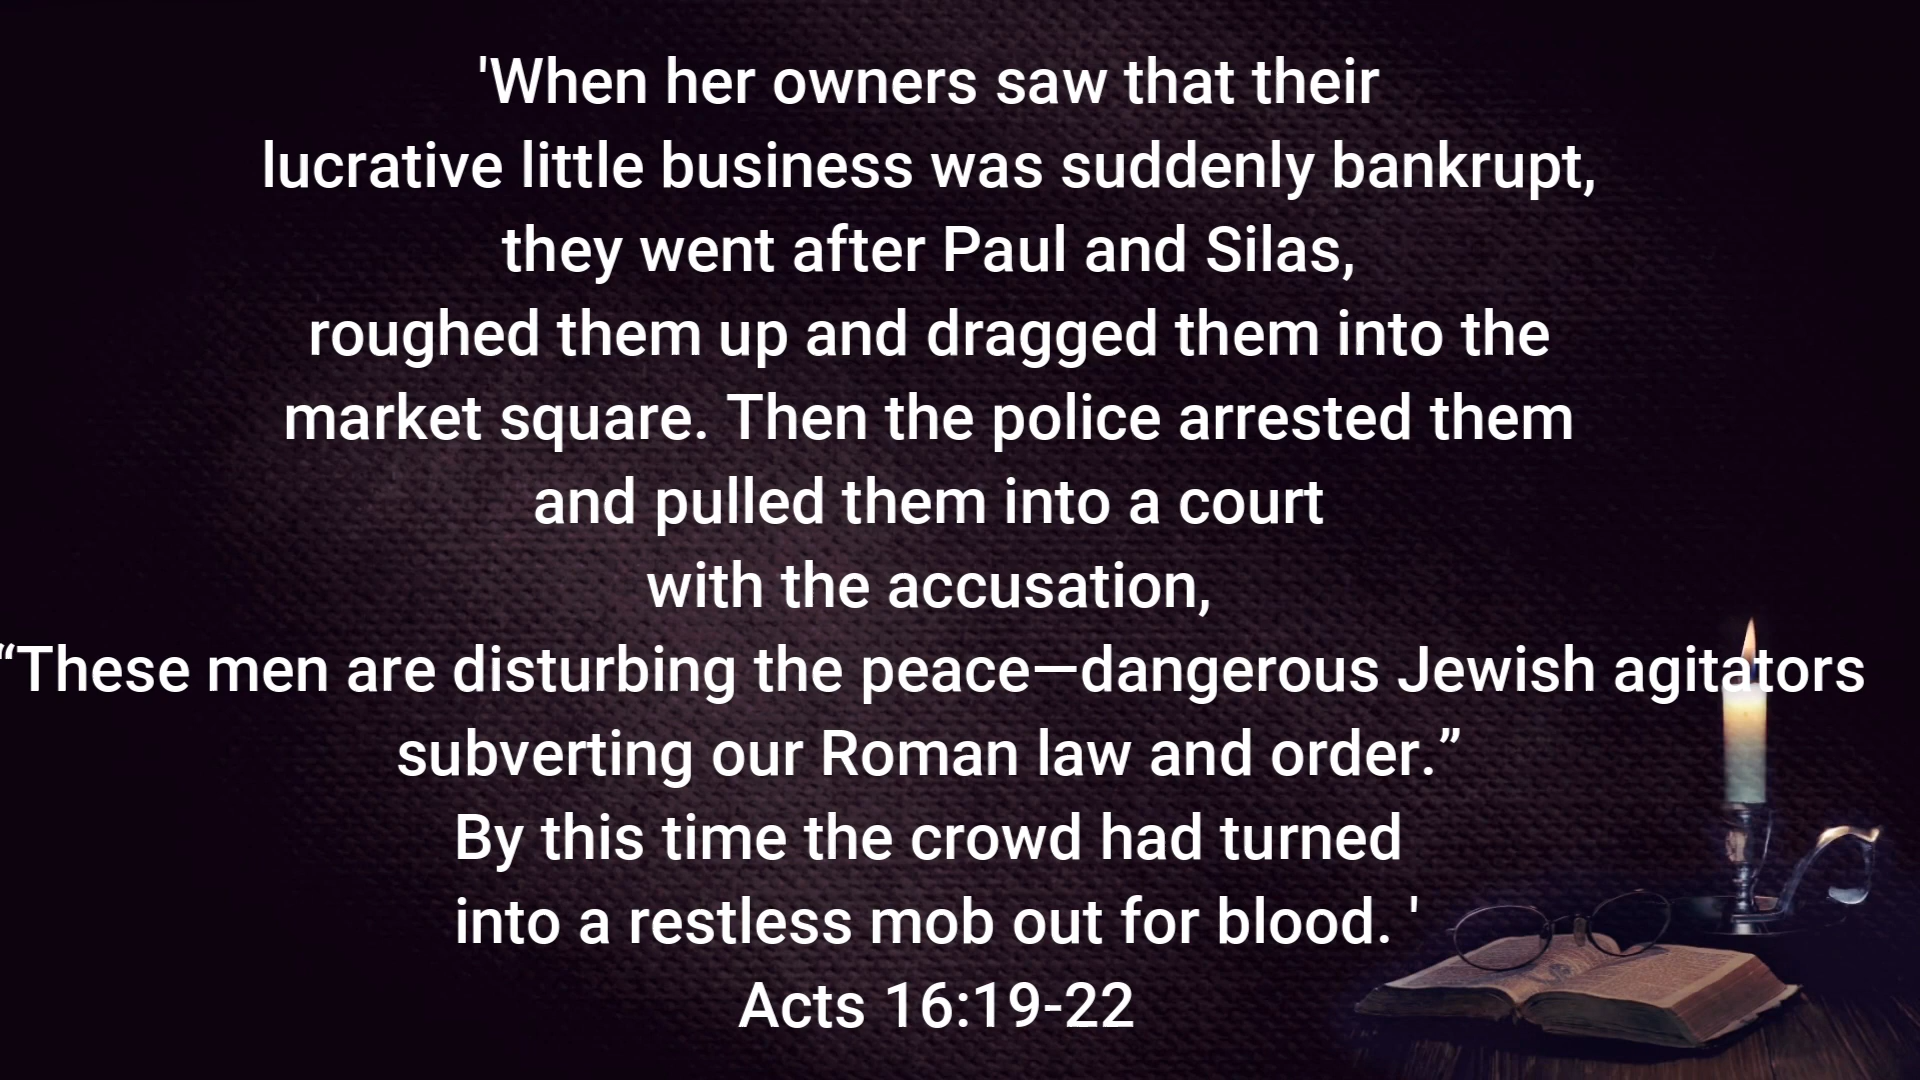 'When her owners saw that their
lucrative little business was suddenly bankrupt,
they went after Paul and Silas,
roughed them up and dragged them into the
market square. Then the police arrested them
and pulled them into a court
with the accusation,
“These men are disturbing the peace—dangerous Jewish agitators
subverting our Roman law and order.”
By this time the crowd had turned
into a restless mob out for blood. '
Acts 16:19-22